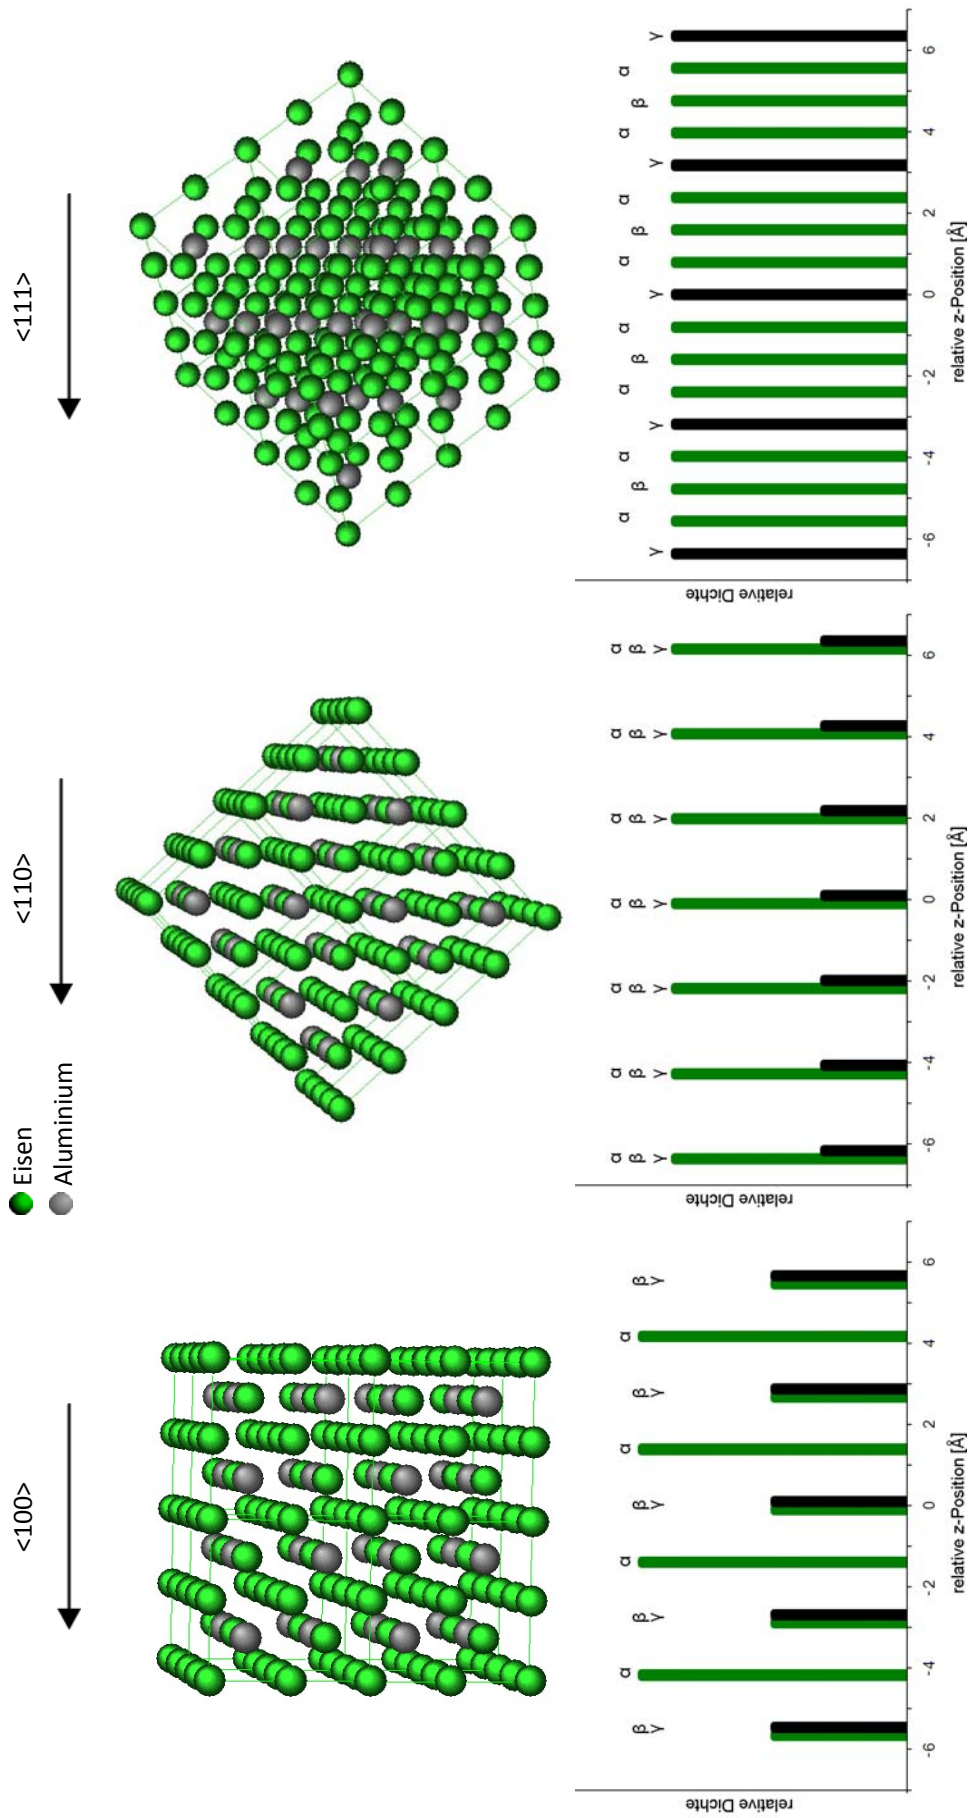 <100>
Eisen
Aluminium
<110>
<111>
relative Dichte
β α β α β α β α β
γ γ γ γ γ
-6 -4 -2 0 2 4 6
relative z-Position [Å]
relative Dichte
α α α α α α α
β β β β β β β
γ γ γ γ γ γ γ
-6 -4 -2 0 2 4 6
relative z-Position [Å]
relative Dichte
γ α β α γ α β α γ α β α γ α β α γ
-6 -4 -2 0 2 4 6
relative z-Position [Å]